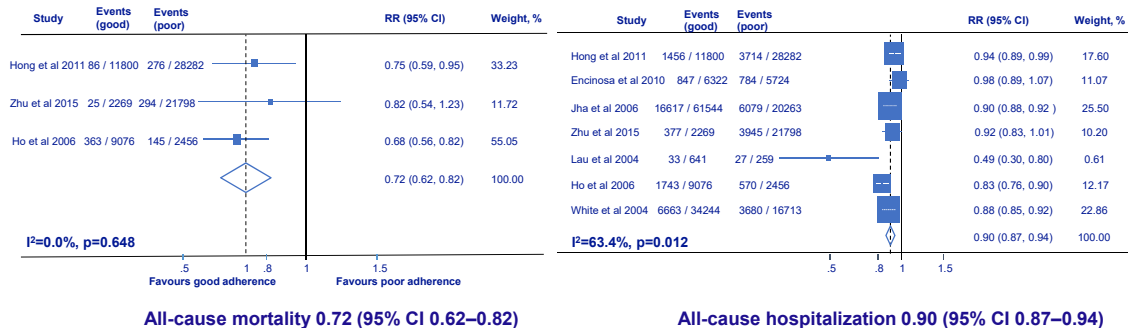 Study Events (good) Events (poor) RR (95% CI) Weight, %
Hong et al 2011 86 / 11800 276 / 28282 0.75 (0.59, 0.95) 33.23
Zhu et al 2015 25 / 2269 294 / 21798 0.82 (0.54, 1.23) 11.72
Ho et al 2006 363 / 9076 145 / 2456 0.68 (0.56, 0.82) 55.05
0.72 (0.62, 0.82) 100.00
I²=0.0%, p=0.648
.5 1 .8 1 1.5
Favours good adherence Favours poor adherence
All-cause mortality 0.72 (95% CI 0.62–0.82)
Study Events (good) Events (poor) RR (95% CI) Weight, %
Hong et al 2011 1456 / 11800 3714 / 28282 0.94 (0.89, 0.99) 17.60
Encinosa et al 2010 847 / 6322 784 / 5724 0.98 (0.89, 1.07) 11.07
Jha et al 2006 16617 / 61544 6079 / 20263 0.90 (0.88, 0.92 ) 25.50
Zhu et al 2015 377 / 2269 3945 / 21798 0.92 (0.83, 1.01) 10.20
Lau et al 2004 33 / 641 27 / 259 0.49 (0.30, 0.80) 0.61
Ho et al 2006 1743 / 9076 570 / 2456 0.83 (0.76, 0.90) 12.17
White et al 2004 6663 / 34244 3680 / 16713 0.88 (0.85, 0.92) 22.86
0.90 (0.87, 0.94) 100.00
I²=63.4%, p=0.012
.5 .8 1 1.5
All-cause hospitalization 0.90 (95% CI 0.87–0.94)